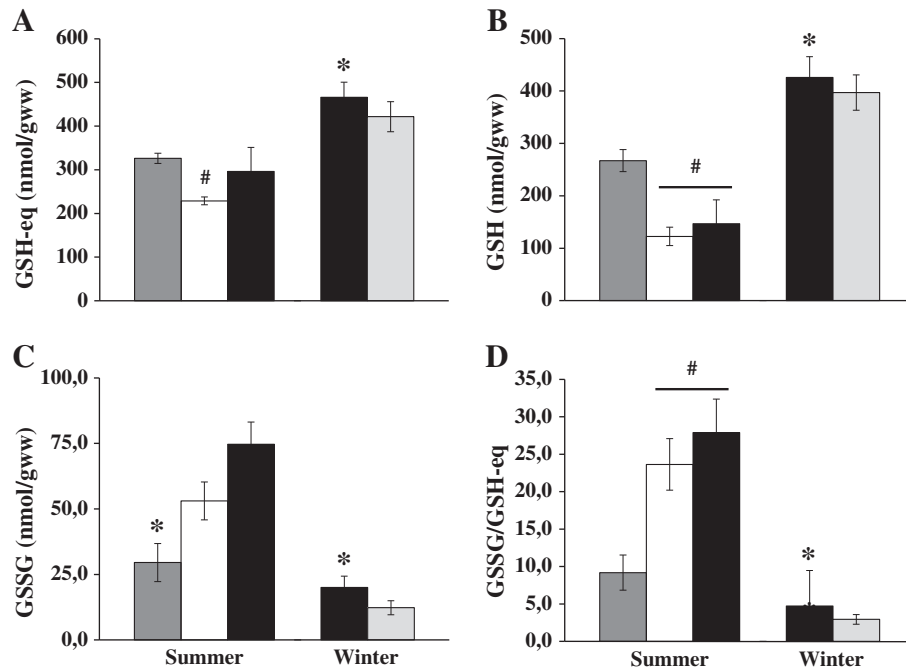 A
GSH-eq (nmol/gww)
600
500
400
300
200
100
0
#
*
B
GSH (nmol/gww)
500
400
300
200
100
0
#
*
C
GSSG (nmol/gww)
100,0
75,0
50,0
25,0
0,0
*
*
Summer
Winter
D
GSSG/GSH-eq
35,0
30,0
25,0
20,0
15,0
10,0
5,0
0,0
#
*
Summer
Winter